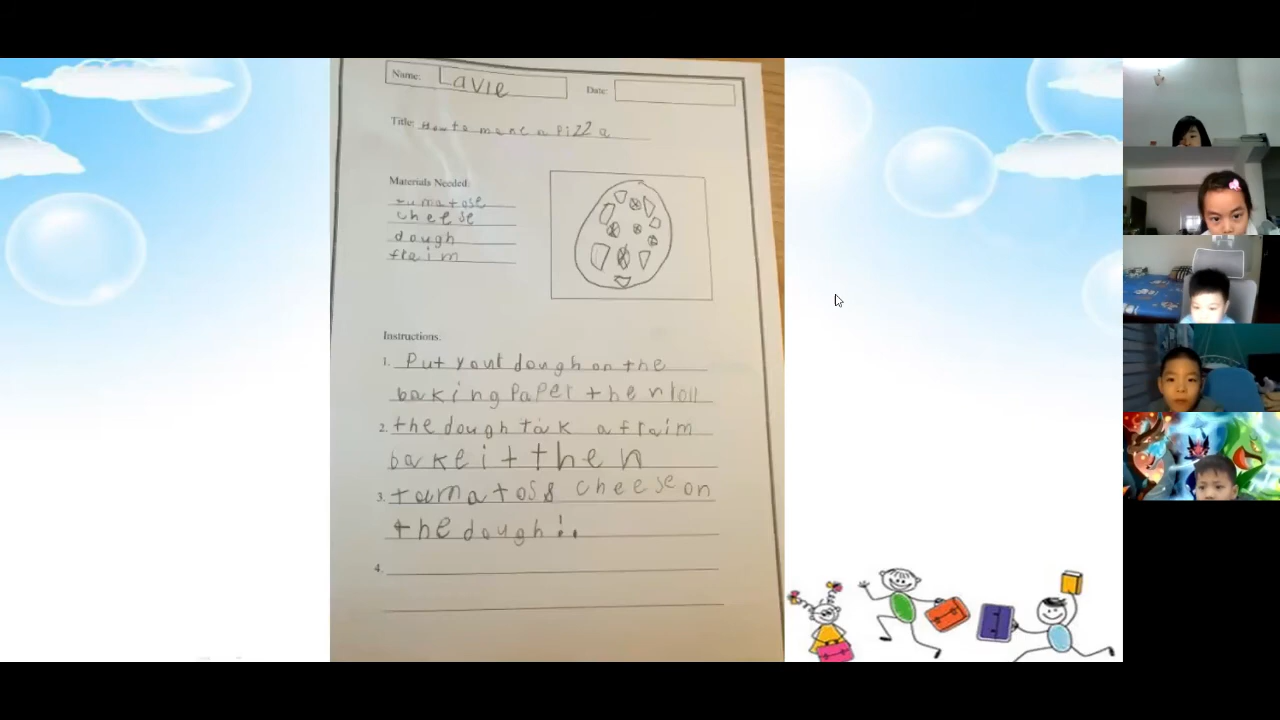 Name: Lavie
Date:
Title: How to make a Pizza
Materials Needed:
tumatose
cheese
dough
fraim
Instructions:
1. Put your dough on the
baking Paper then roll
2. the dough tak a fraim
bake it then
3. tamatoss cheese on
the dough!.
4.